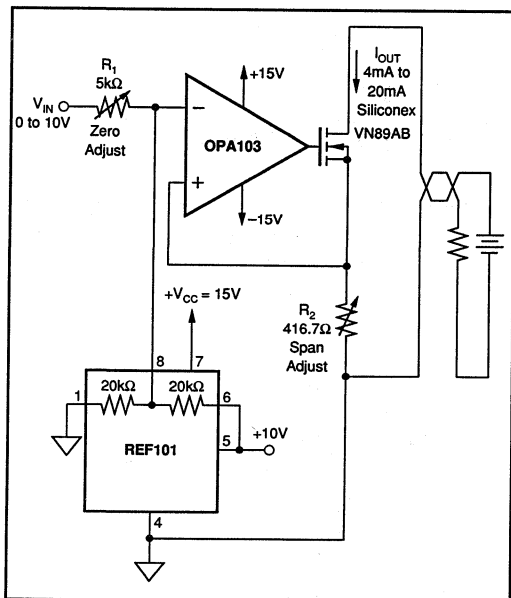 R1
5kΩ
VIN
0 to 10V
Zero
Adjust
−
+
OPA103
+15V
−15V
IOUT
4mA to
20mA
Siliconex
VN89AB
R2
416.7Ω
Span
Adjust
+VCC = 15V
8
7
1
20kΩ
20kΩ
6
5
+10V
REF101
4